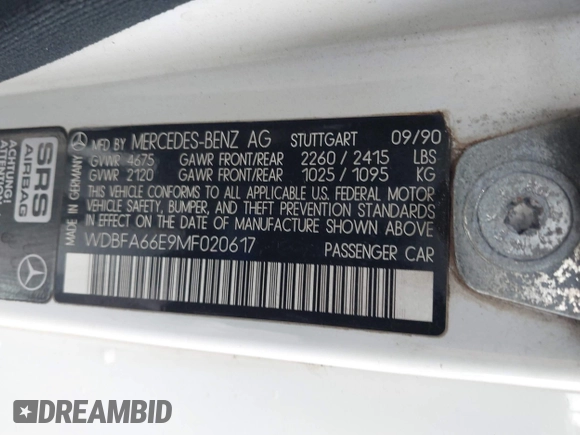 ACHTUNG!
SRS
AIRBAG
MADE IN GERMANY
MFD BY MERCEDES-BENZ AG STUTTGART 09/90
GVWR 4675 GAWR FRONT/REAR 2260 / 2415 LBS
GVWR 2120 GAWR FRONT/REAR 1025 / 1095 KG
THIS VEHICLE CONFORMS TO ALL APPLICABLE U.S. FEDERAL MOTOR
VEHICLE SAFETY, BUMPER, AND THEFT PREVENTION STANDARDS
IN EFFECT ON THE DATE OF MANUFACTURE SHOWN ABOVE
WDBFA66E9MF020617 PASSENGER CAR
DREAMBID